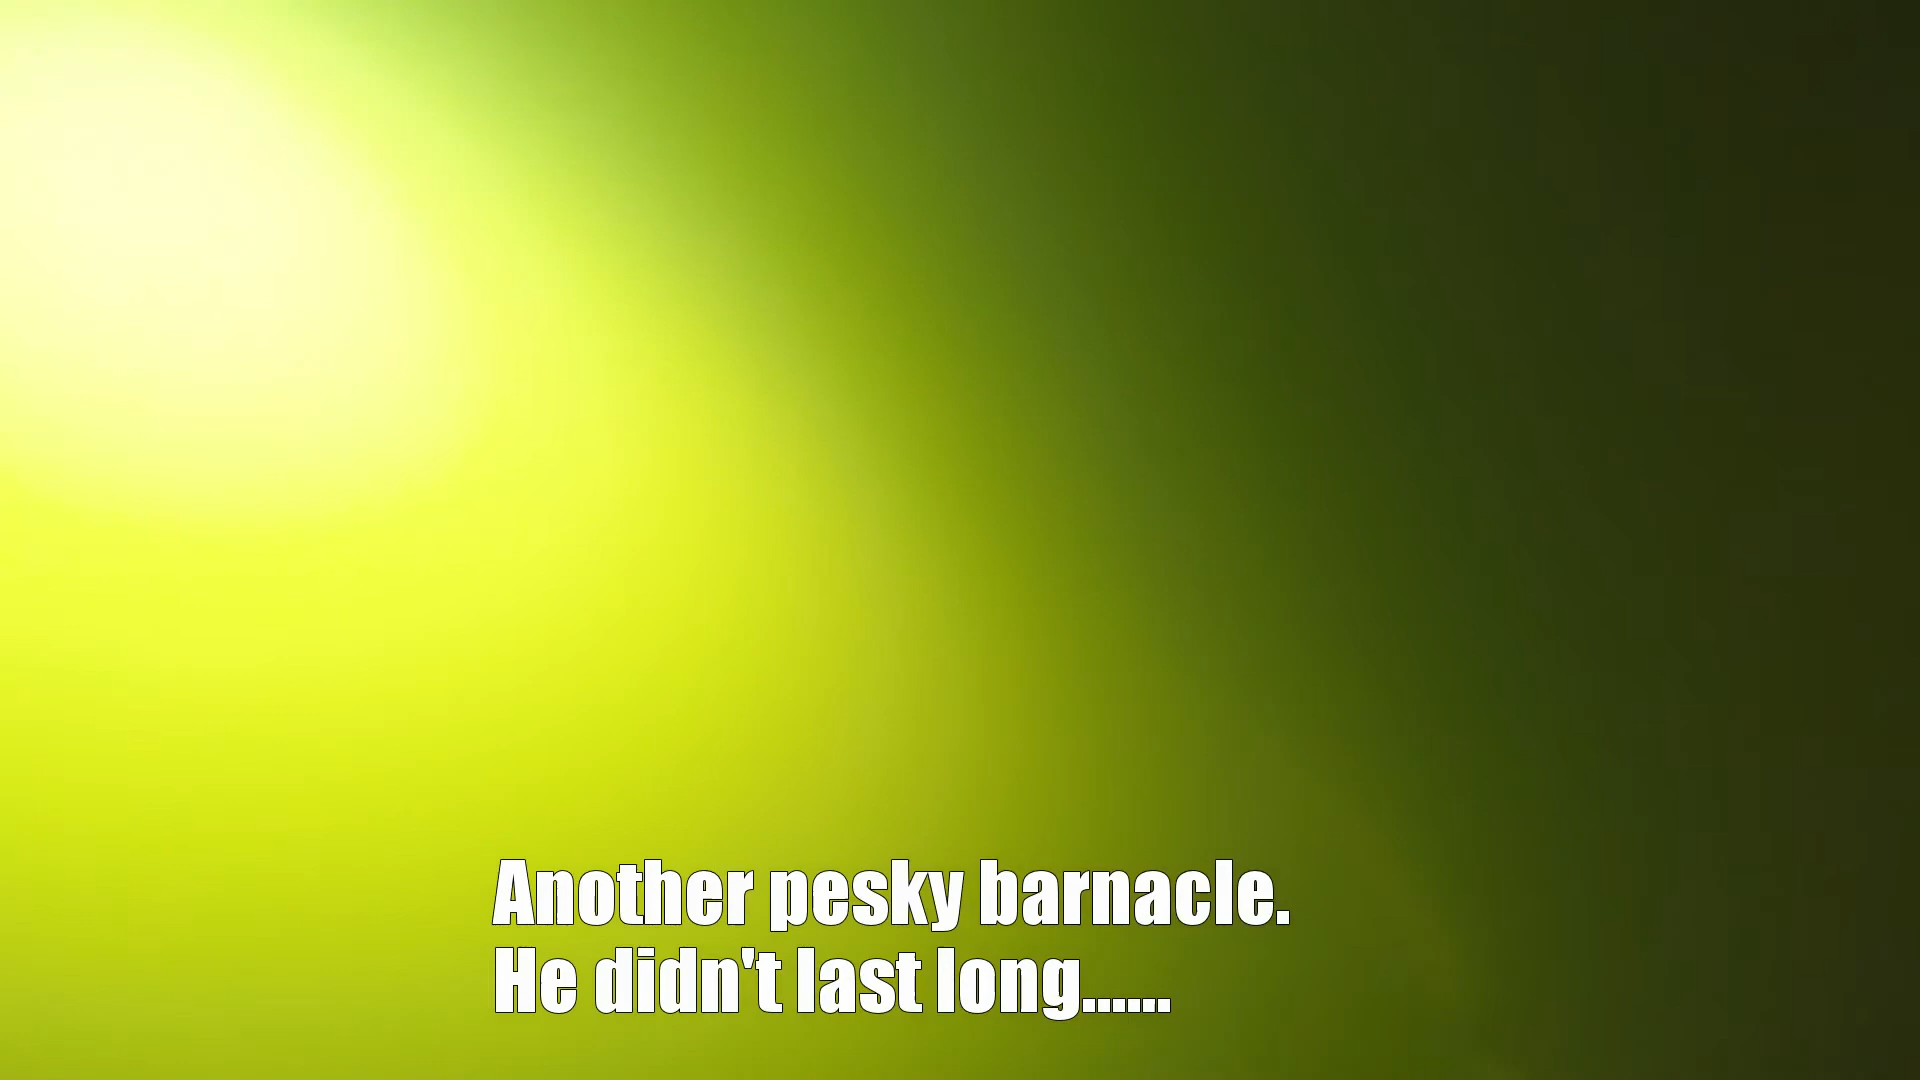 Another pesky barnacle.
He didn't last long......